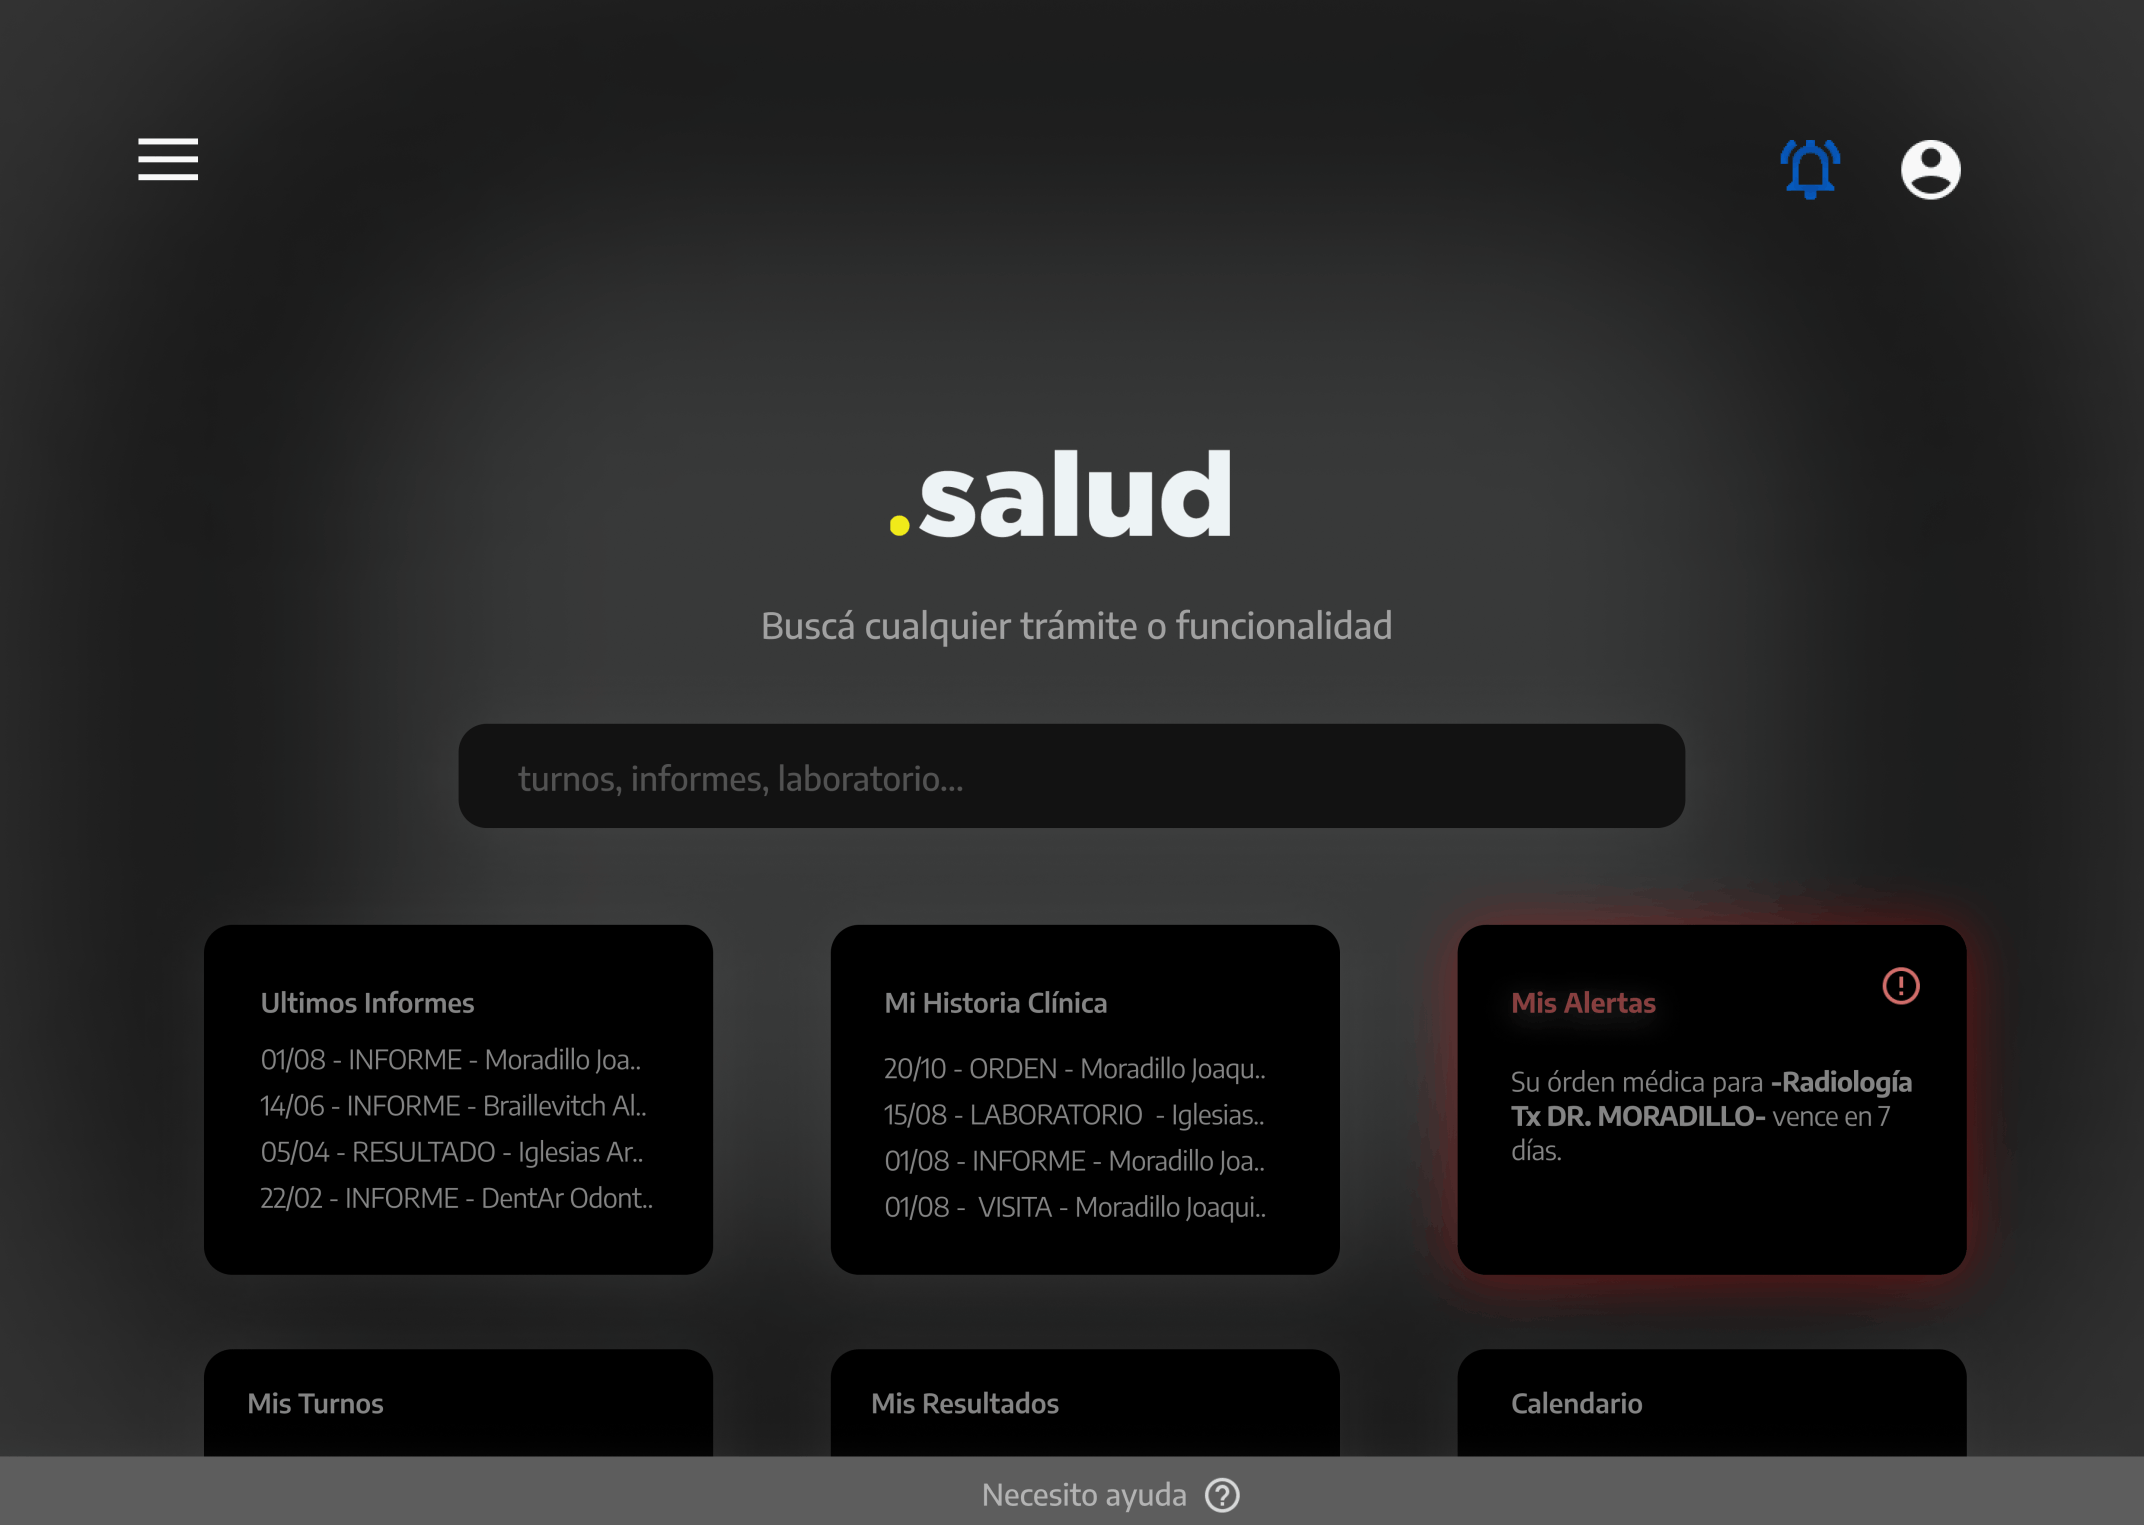 .salud
Buscá cualquier trámite o funcionalidad
turnos, informes, laboratorio...
Ultimos Informes
01/08 - INFORME - Moradillo Joa..
14/06 - INFORME - Braillevitch Al..
05/04 - RESULTADO - Iglesias Ar..
22/02 - INFORME - DentAr Odont..
Mi Historia Clínica
20/10 - ORDEN - Moradillo Joaqu..
15/08 - LABORATORIO  - Iglesias..
01/08 - INFORME - Moradillo Joa..
01/08 -  VISITA - Moradillo Joaqui..
Mis Alertas
Su órden médica para -Radiología
Tx DR. MORADILLO- vence en 7
días.
Mis Turnos
Mis Resultados
Calendario
Necesito ayuda